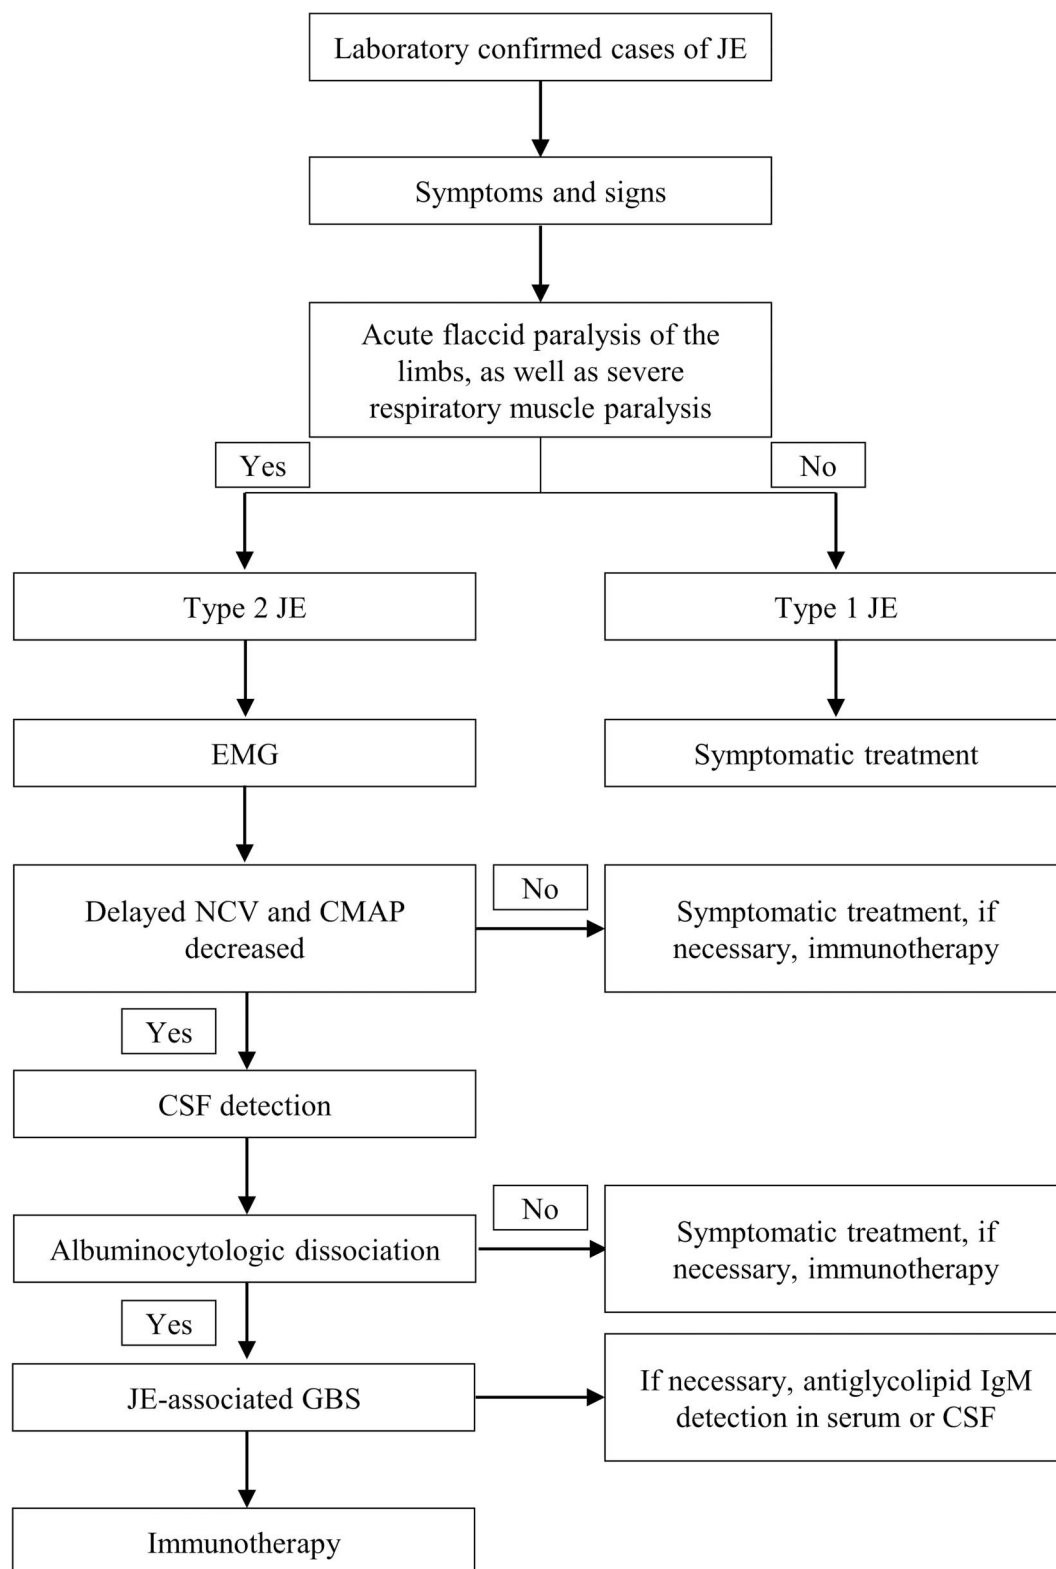 Laboratory confirmed cases of JE
Symptoms and signs
Acute flaccid paralysis of the
limbs, as well as severe
respiratory muscle paralysis
Yes
No
Type 2 JE
Type 1 JE
EMG
Symptomatic treatment
Delayed NCV and CMAP
decreased
No
Symptomatic treatment, if
necessary, immunotherapy
Yes
CSF detection
Albuminocytologic dissociation
No
Symptomatic treatment, if
necessary, immunotherapy
Yes
JE-associated GBS
If necessary, antiglycolipid IgM
detection in serum or CSF
Immunotherapy